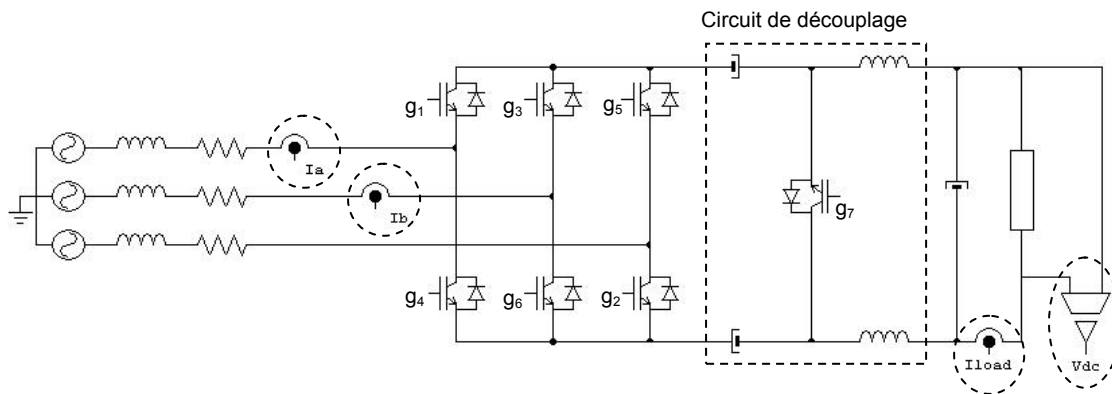 Circuit de découplage
g1
g3
g5
Ia
Ib
g7
g4
g6
g2
Iload
Vdc